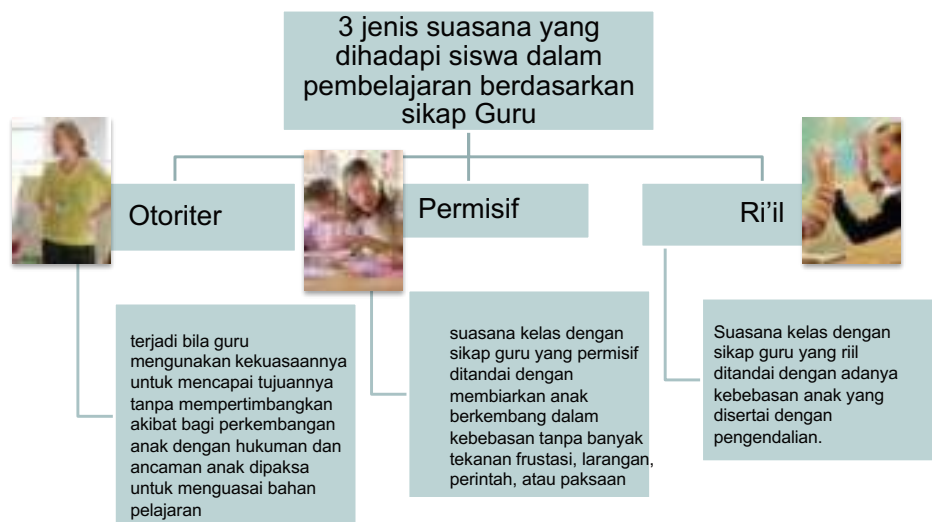 3 jenis suasana yang
dihadapi siswa dalam
pembelajaran berdasarkan
sikap Guru
Otoriter
Permisif
Ri'il
terjadi bila guru
mengunakan kekuasaannya
untuk mencapai tujuannya
tanpa mempertimbangkan
akibat bagi perkembangan
anak dengan hukuman dan
ancaman anak dipaksa
untuk menguasai bahan
pelajaran
suasana kelas dengan
sikap guru yang permisif
ditandai dengan
membiarkan anak
berkembang dalam
kebebasan tanpa banyak
tekanan frustasi, larangan,
perintah, atau paksaan
Suasana kelas dengan
sikap guru yang riil
ditandai dengan adanya
kebebasan anak yang
disertai dengan
pengendalian.